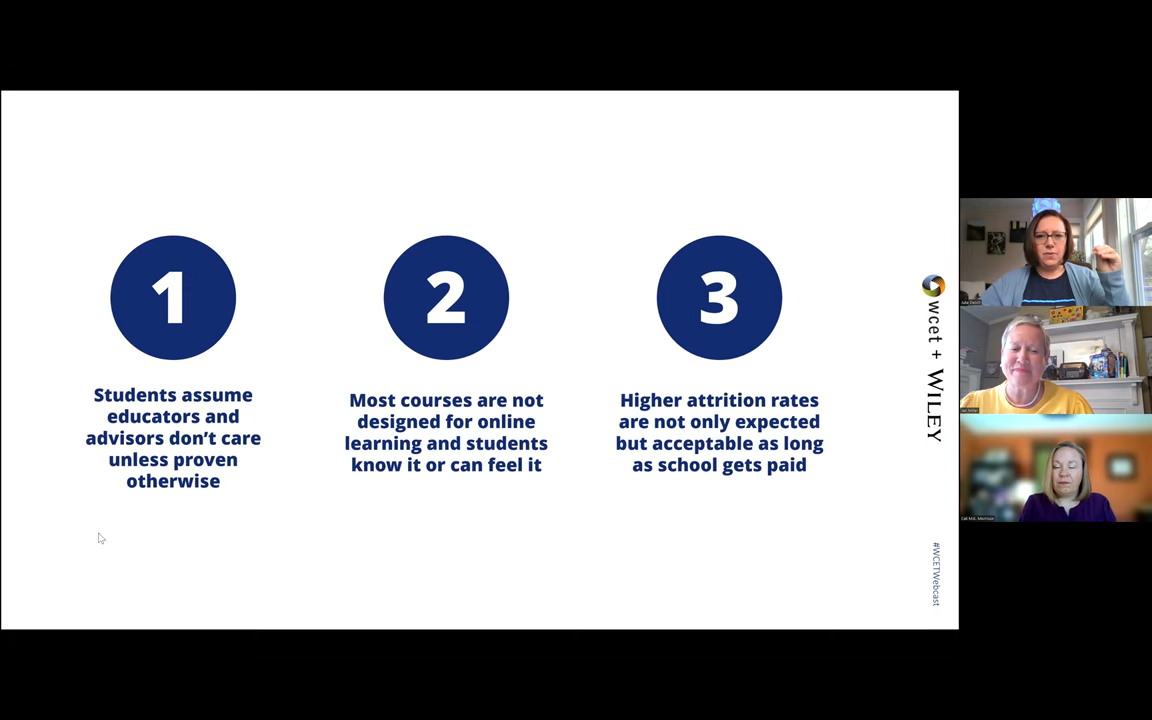 1
Students assume
educators and
advisors don't care
unless proven
otherwise
2
Most courses are not
designed for online
learning and students
know it or can feel it
3
Higher attrition rates
are not only expected
but acceptable as long
as school gets paid
wcet + WILEY
#WCETWebcast